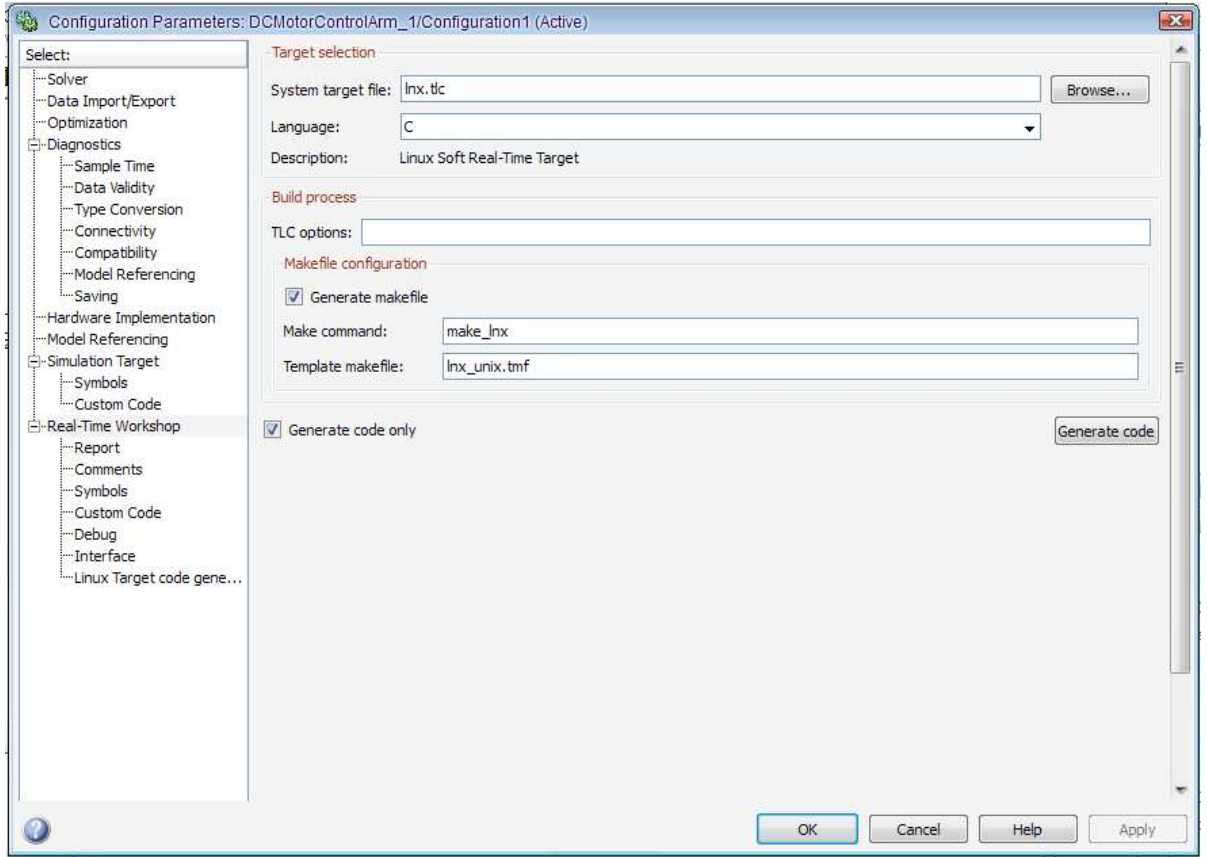 Configuration Parameters: DCMotorControlArm_1/Configuration1 (Active)
Select:
Solver
Data Import/Export
Optimization
Diagnostics
Sample Time
Data Validity
Type Conversion
Connectivity
Compatibility
Model Referencing
Saving
Hardware Implementation
Model Referencing
Simulation Target
Symbols
Custom Code
Real-Time Workshop
Report
Comments
Symbols
Custom Code
Debug
Interface
Linux Target code gene...
Target selection
System target file: lnx.tlc Browse...
Language: C
Description: Linux Soft Real-Time Target
Build process
TLC options:
Makefile configuration
Generate makefile
Make command: make_lnx
Template makefile: lnx_unix.tmf
Generate code only Generate code
OK Cancel Help Apply